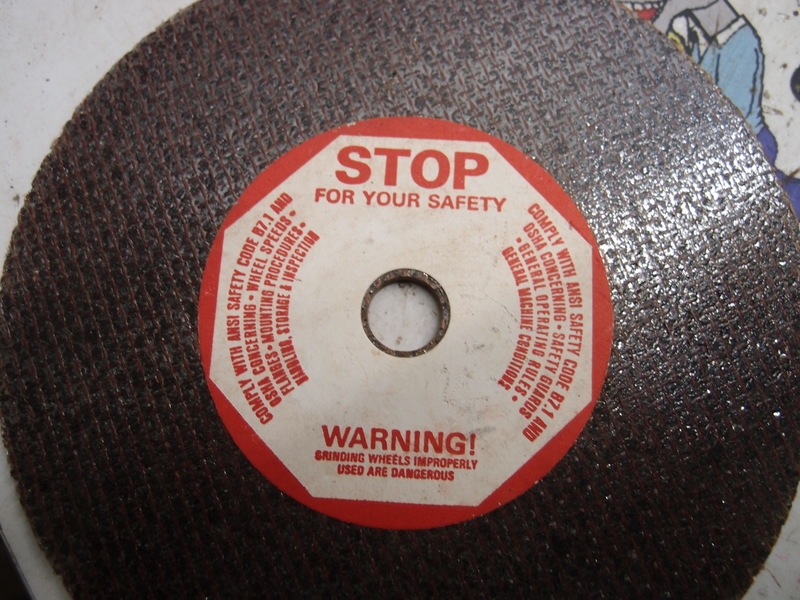 STOP
FOR YOUR SAFETY
COMPLY WITH ANSI SAFETY CODE B7.1 AND
OSHA CONCERNING • WHEEL SPEEDS •
FLANGES • MOUNTING PROCEDURES •
HANDLING, STORAGE & INSPECTION
COMPLY WITH ANSI SAFETY CODE B7.1 AND
OSHA CONCERNING • SAFETY GUARDS
• GENERAL OPERATING RULES •
GENERAL MACHINE CONDITIONS
WARNING!
GRINDING WHEELS IMPROPERLY
USED ARE DANGEROUS